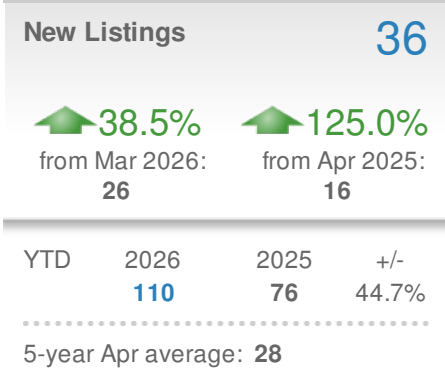 New Listings 36
38.5% 125.0%
from Mar 2026: from Apr 2025:
26 16
YTD 2026 2025 +/-
110 76 44.7%
5-year Apr average: 28